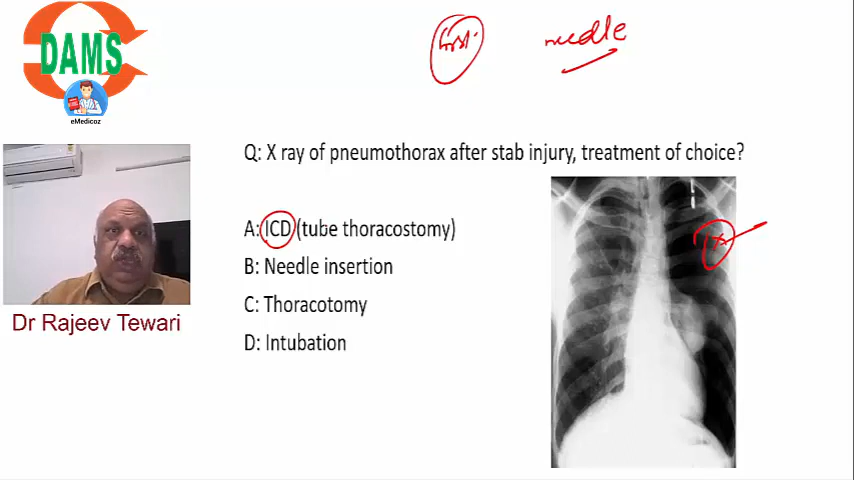 DAMS
eMedicoz
first
needle
Q: X ray of pneumothorax after stab injury, treatment of choice?
A: ICD (tube thoracostomy)
B: Needle insertion
C: Thoracotomy
D: Intubation
Dr Rajeev Tewari